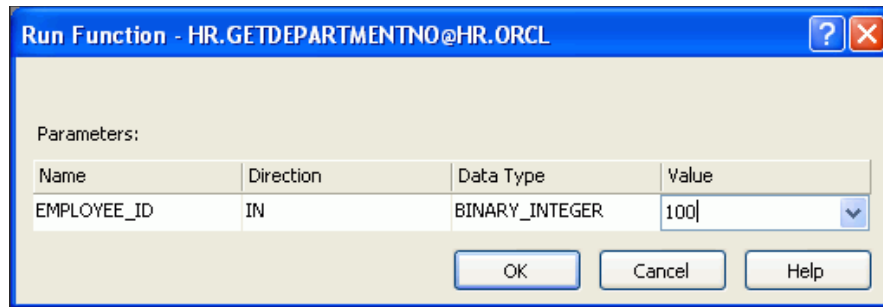 Run Function - HR.GETDEPARTMENTNO@HR.ORCL
Parameters:
Name Direction Data Type Value
EMPLOYEE_ID IN BINARY_INTEGER 100
OK Cancel Help